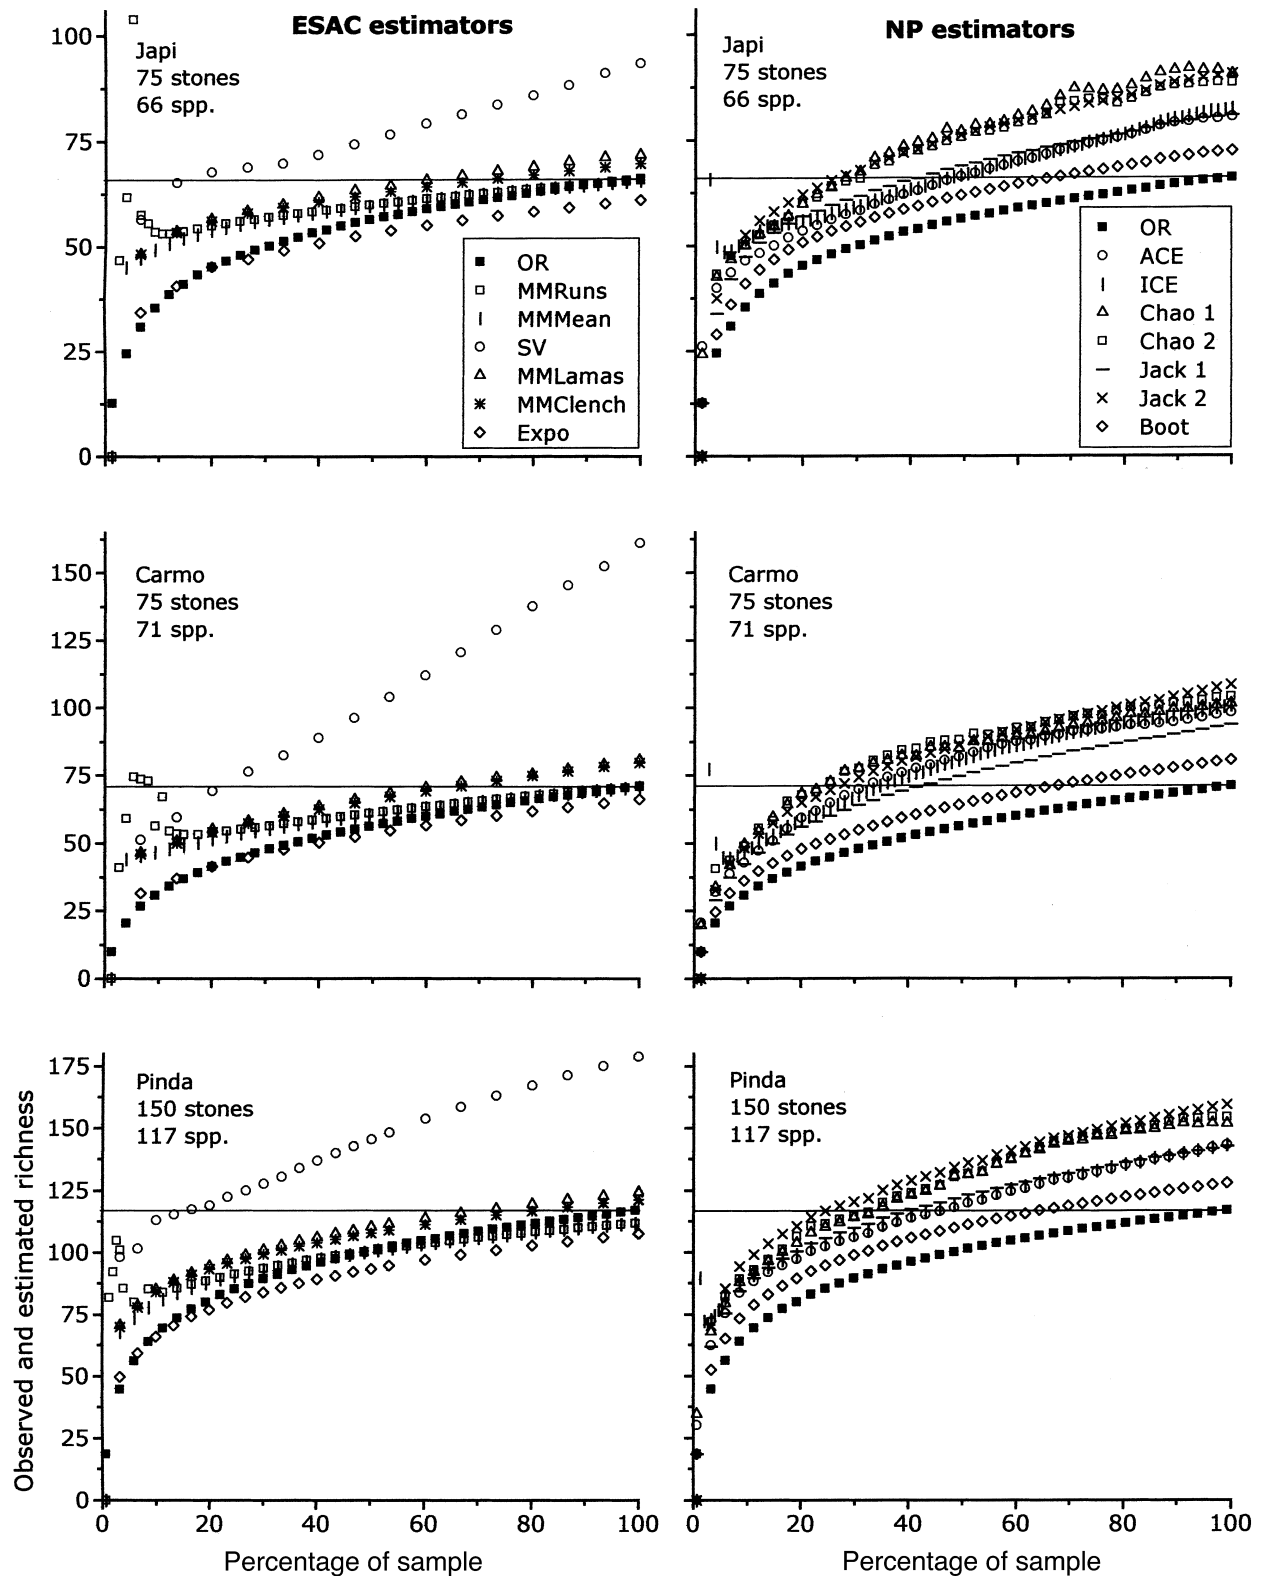 ESAC estimators
NP estimators
Japi
75 stones
66 spp.
100
75
50
25
0
OR
MMRuns
MMMean
SV
MMLamas
MMClench
Expo
Japi
75 stones
66 spp.
OR
ACE
ICE
Chao 1
Chao 2
Jack 1
Jack 2
Boot
Carmo
75 stones
71 spp.
150
125
100
75
50
25
0
Carmo
75 stones
71 spp.
Observed and estimated richness
Pinda
150 stones
117 spp.
175
150
125
100
75
50
25
0
0 20 40 60 80 100
Percentage of sample
Pinda
150 stones
117 spp.
0 20 40 60 80 100
Percentage of sample